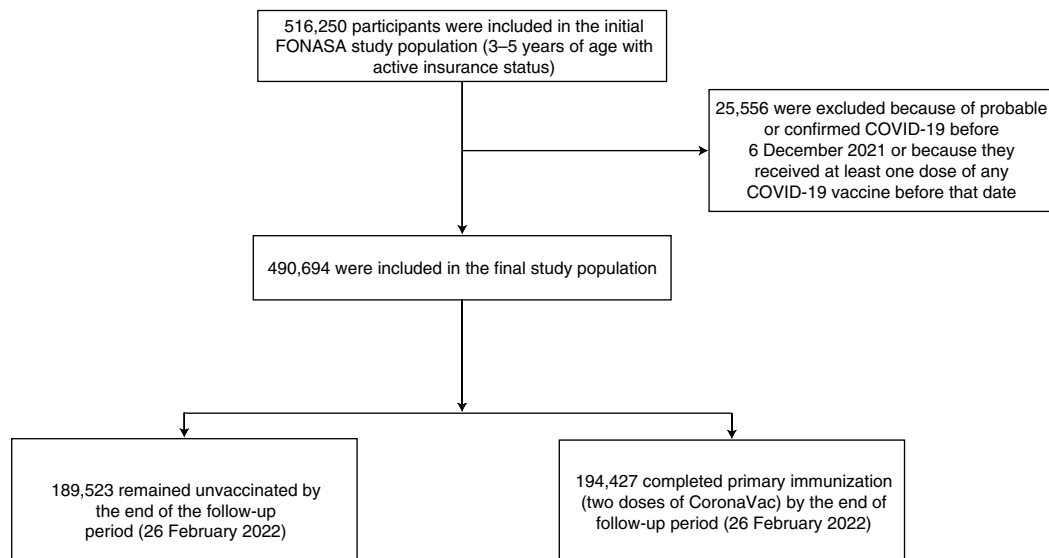 516,250 participants were included in the initial
FONASA study population (3–5 years of age with
active insurance status)
25,556 were excluded because of probable
or confirmed COVID-19 before
6 December 2021 or because they
received at least one dose of any
COVID-19 vaccine before that date
490,694 were included in the final study population
189,523 remained unvaccinated by
the end of the follow-up
period (26 February 2022)
194,427 completed primary immunization
(two doses of CoronaVac) by the end of
follow-up period (26 February 2022)